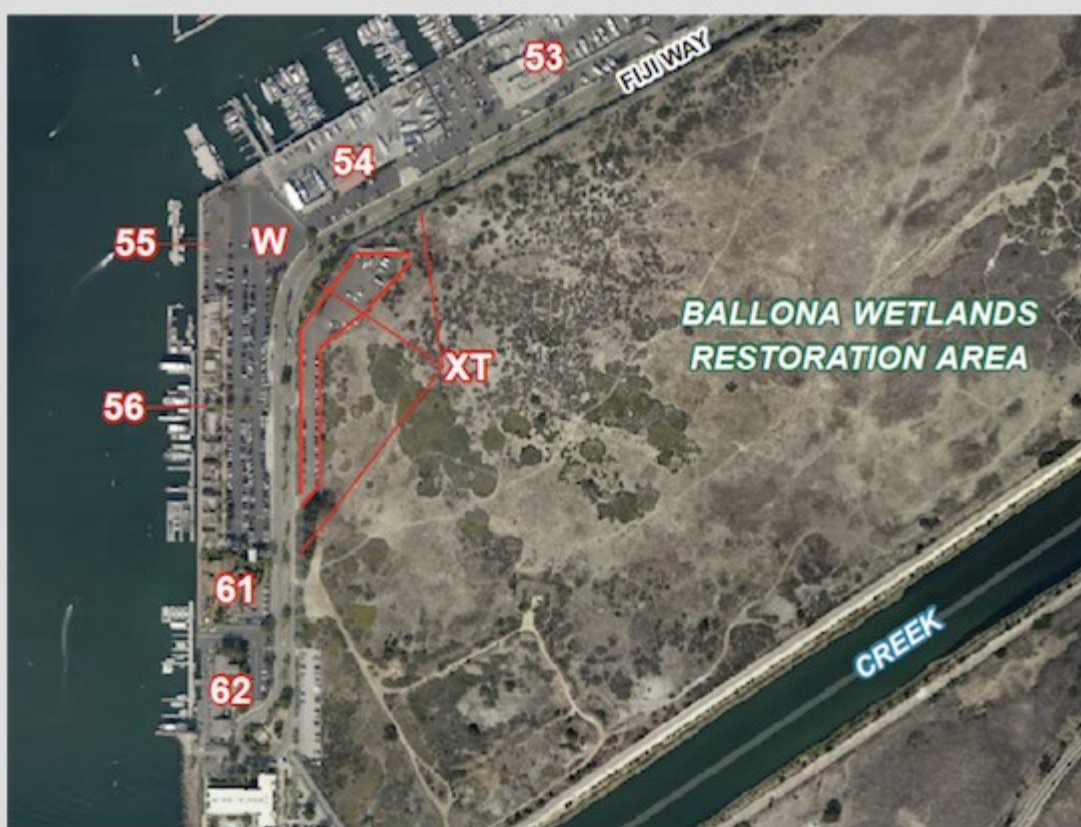 53
FIJI WAY
54
55
W
BALLONA WETLANDS
RESTORATION AREA
XT
56
61
CREEK
62